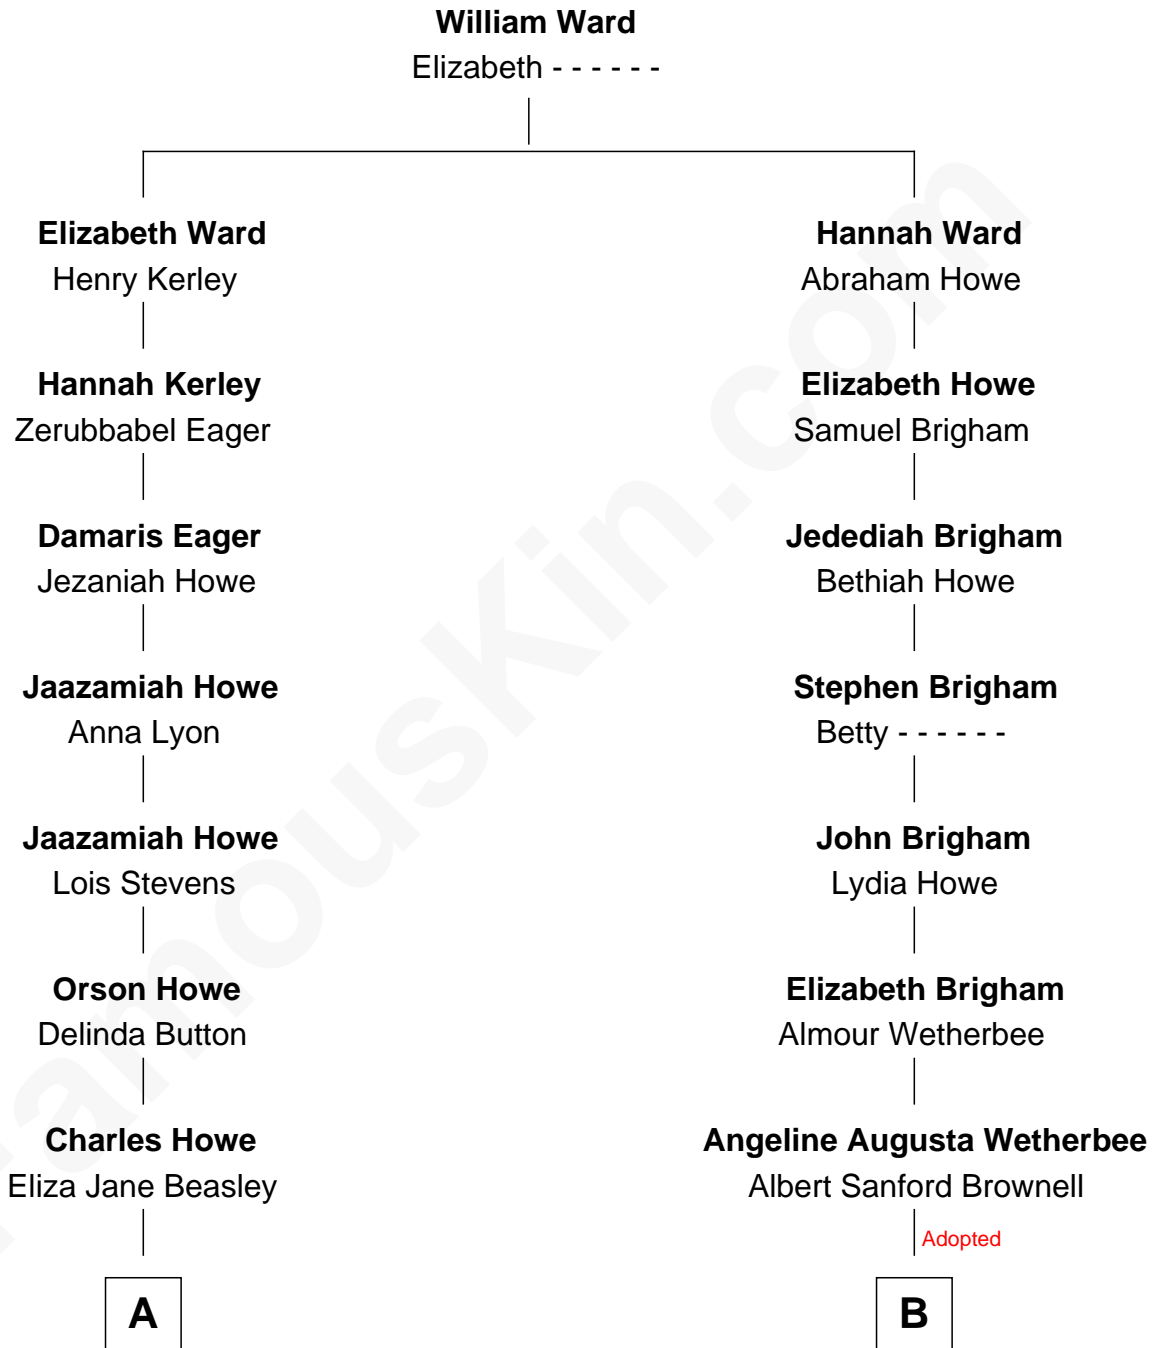 William Ward
Elizabeth - - - - - -
Elizabeth Ward
Henry Kerley
Hannah Ward
Abraham Howe
Hannah Kerley
Zerubbabel Eager
Elizabeth Howe
Samuel Brigham
Damaris Eager
Jezaniah Howe
Jedediah Brigham
Bethiah Howe
Jaazamiah Howe
Anna Lyon
Stephen Brigham
Betty - - - - - -
Jaazamiah Howe
Lois Stevens
John Brigham
Lydia Howe
Orson Howe
Delinda Button
Elizabeth Brigham
Almour Wetherbee
Charles Howe
Eliza Jane Beasley
Angeline Augusta Wetherbee
Albert Sanford Brownell
Adopted
A
B
FamousKin.com